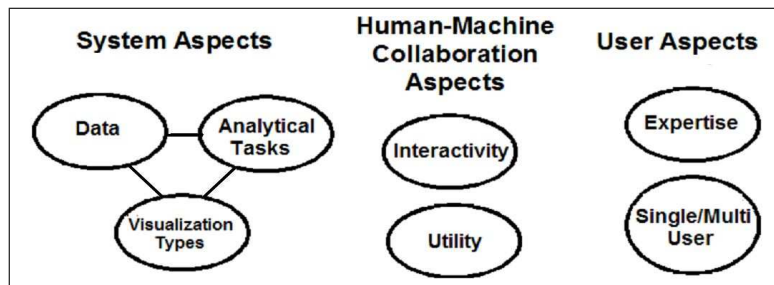 System Aspects
Human-Machine
Collaboration
Aspects
User Aspects
Data
Analytical
Tasks
Visualization
Types
Interactivity
Utility
Expertise
Single/Multi
User